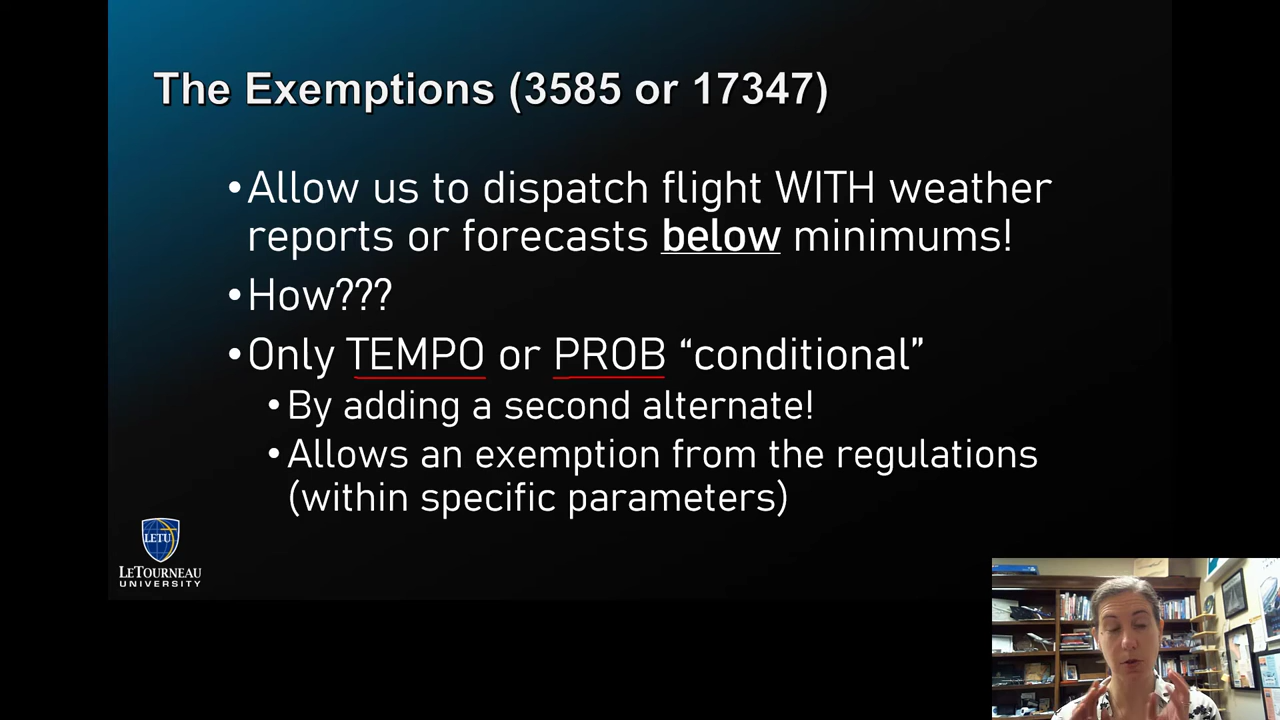 The Exemptions (3585 or 17347)
•Allow us to dispatch flight WITH weather
reports or forecasts below minimums!
•How???
•Only TEMPO or PROB “conditional”
•By adding a second alternate!
•Allows an exemption from the regulations
(within specific parameters)
LETU
LETOURNEAU
UNIVERSITY